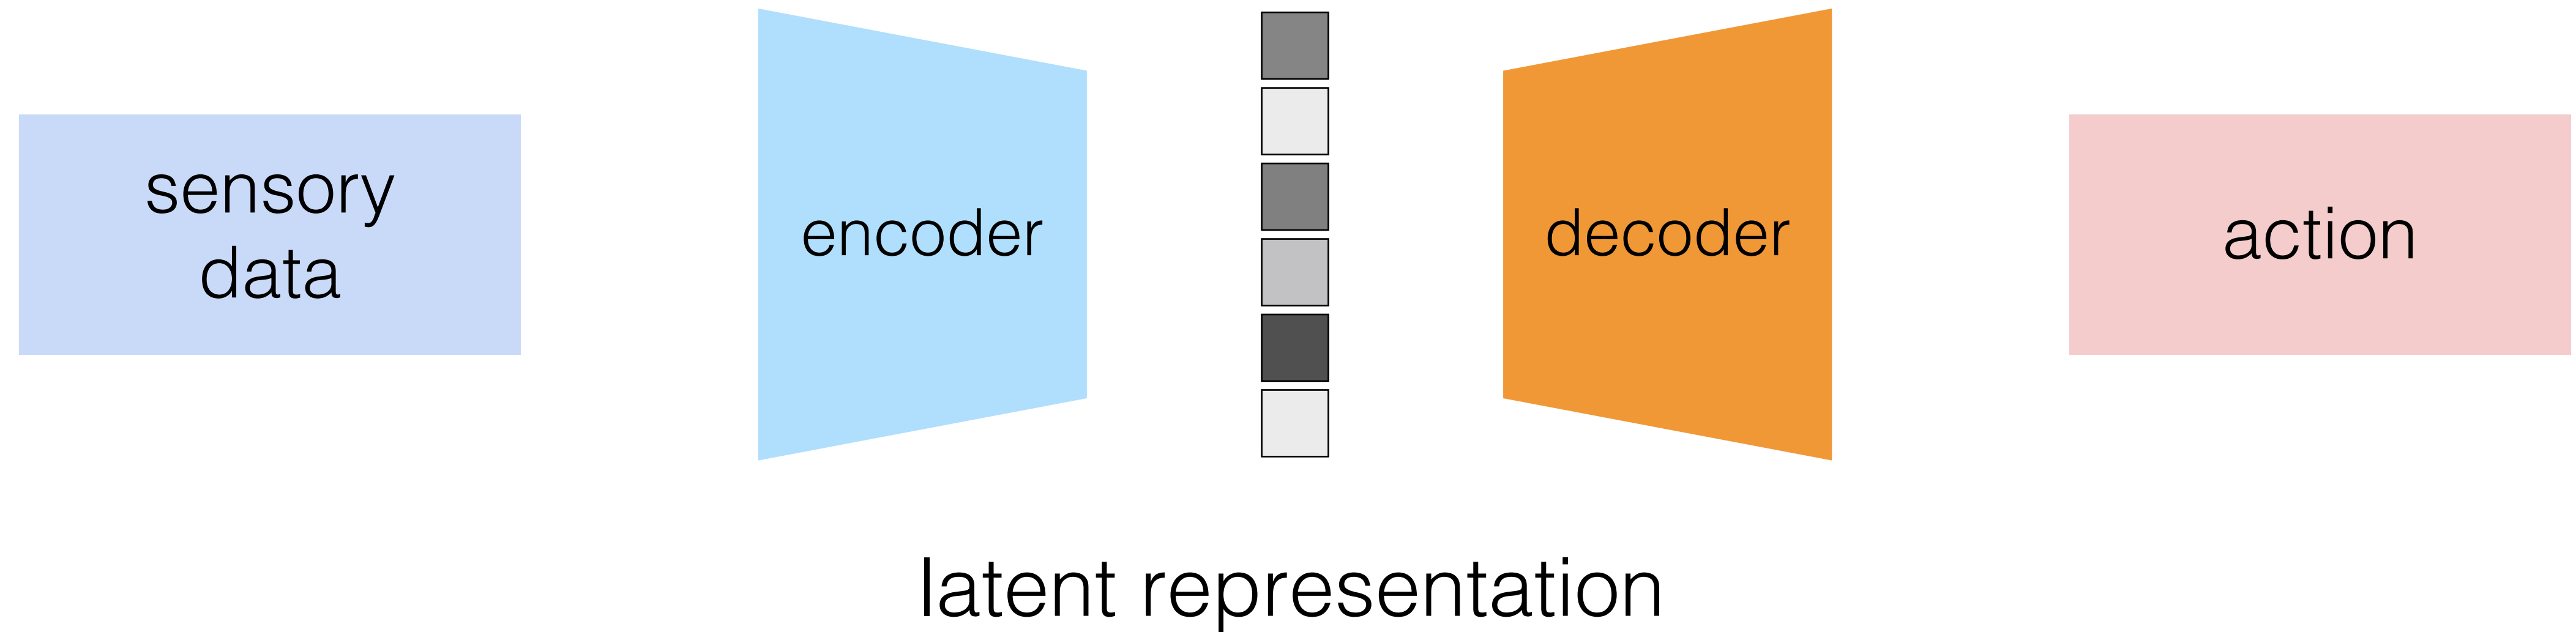 sensory
data
encoder
decoder
action
latent representation